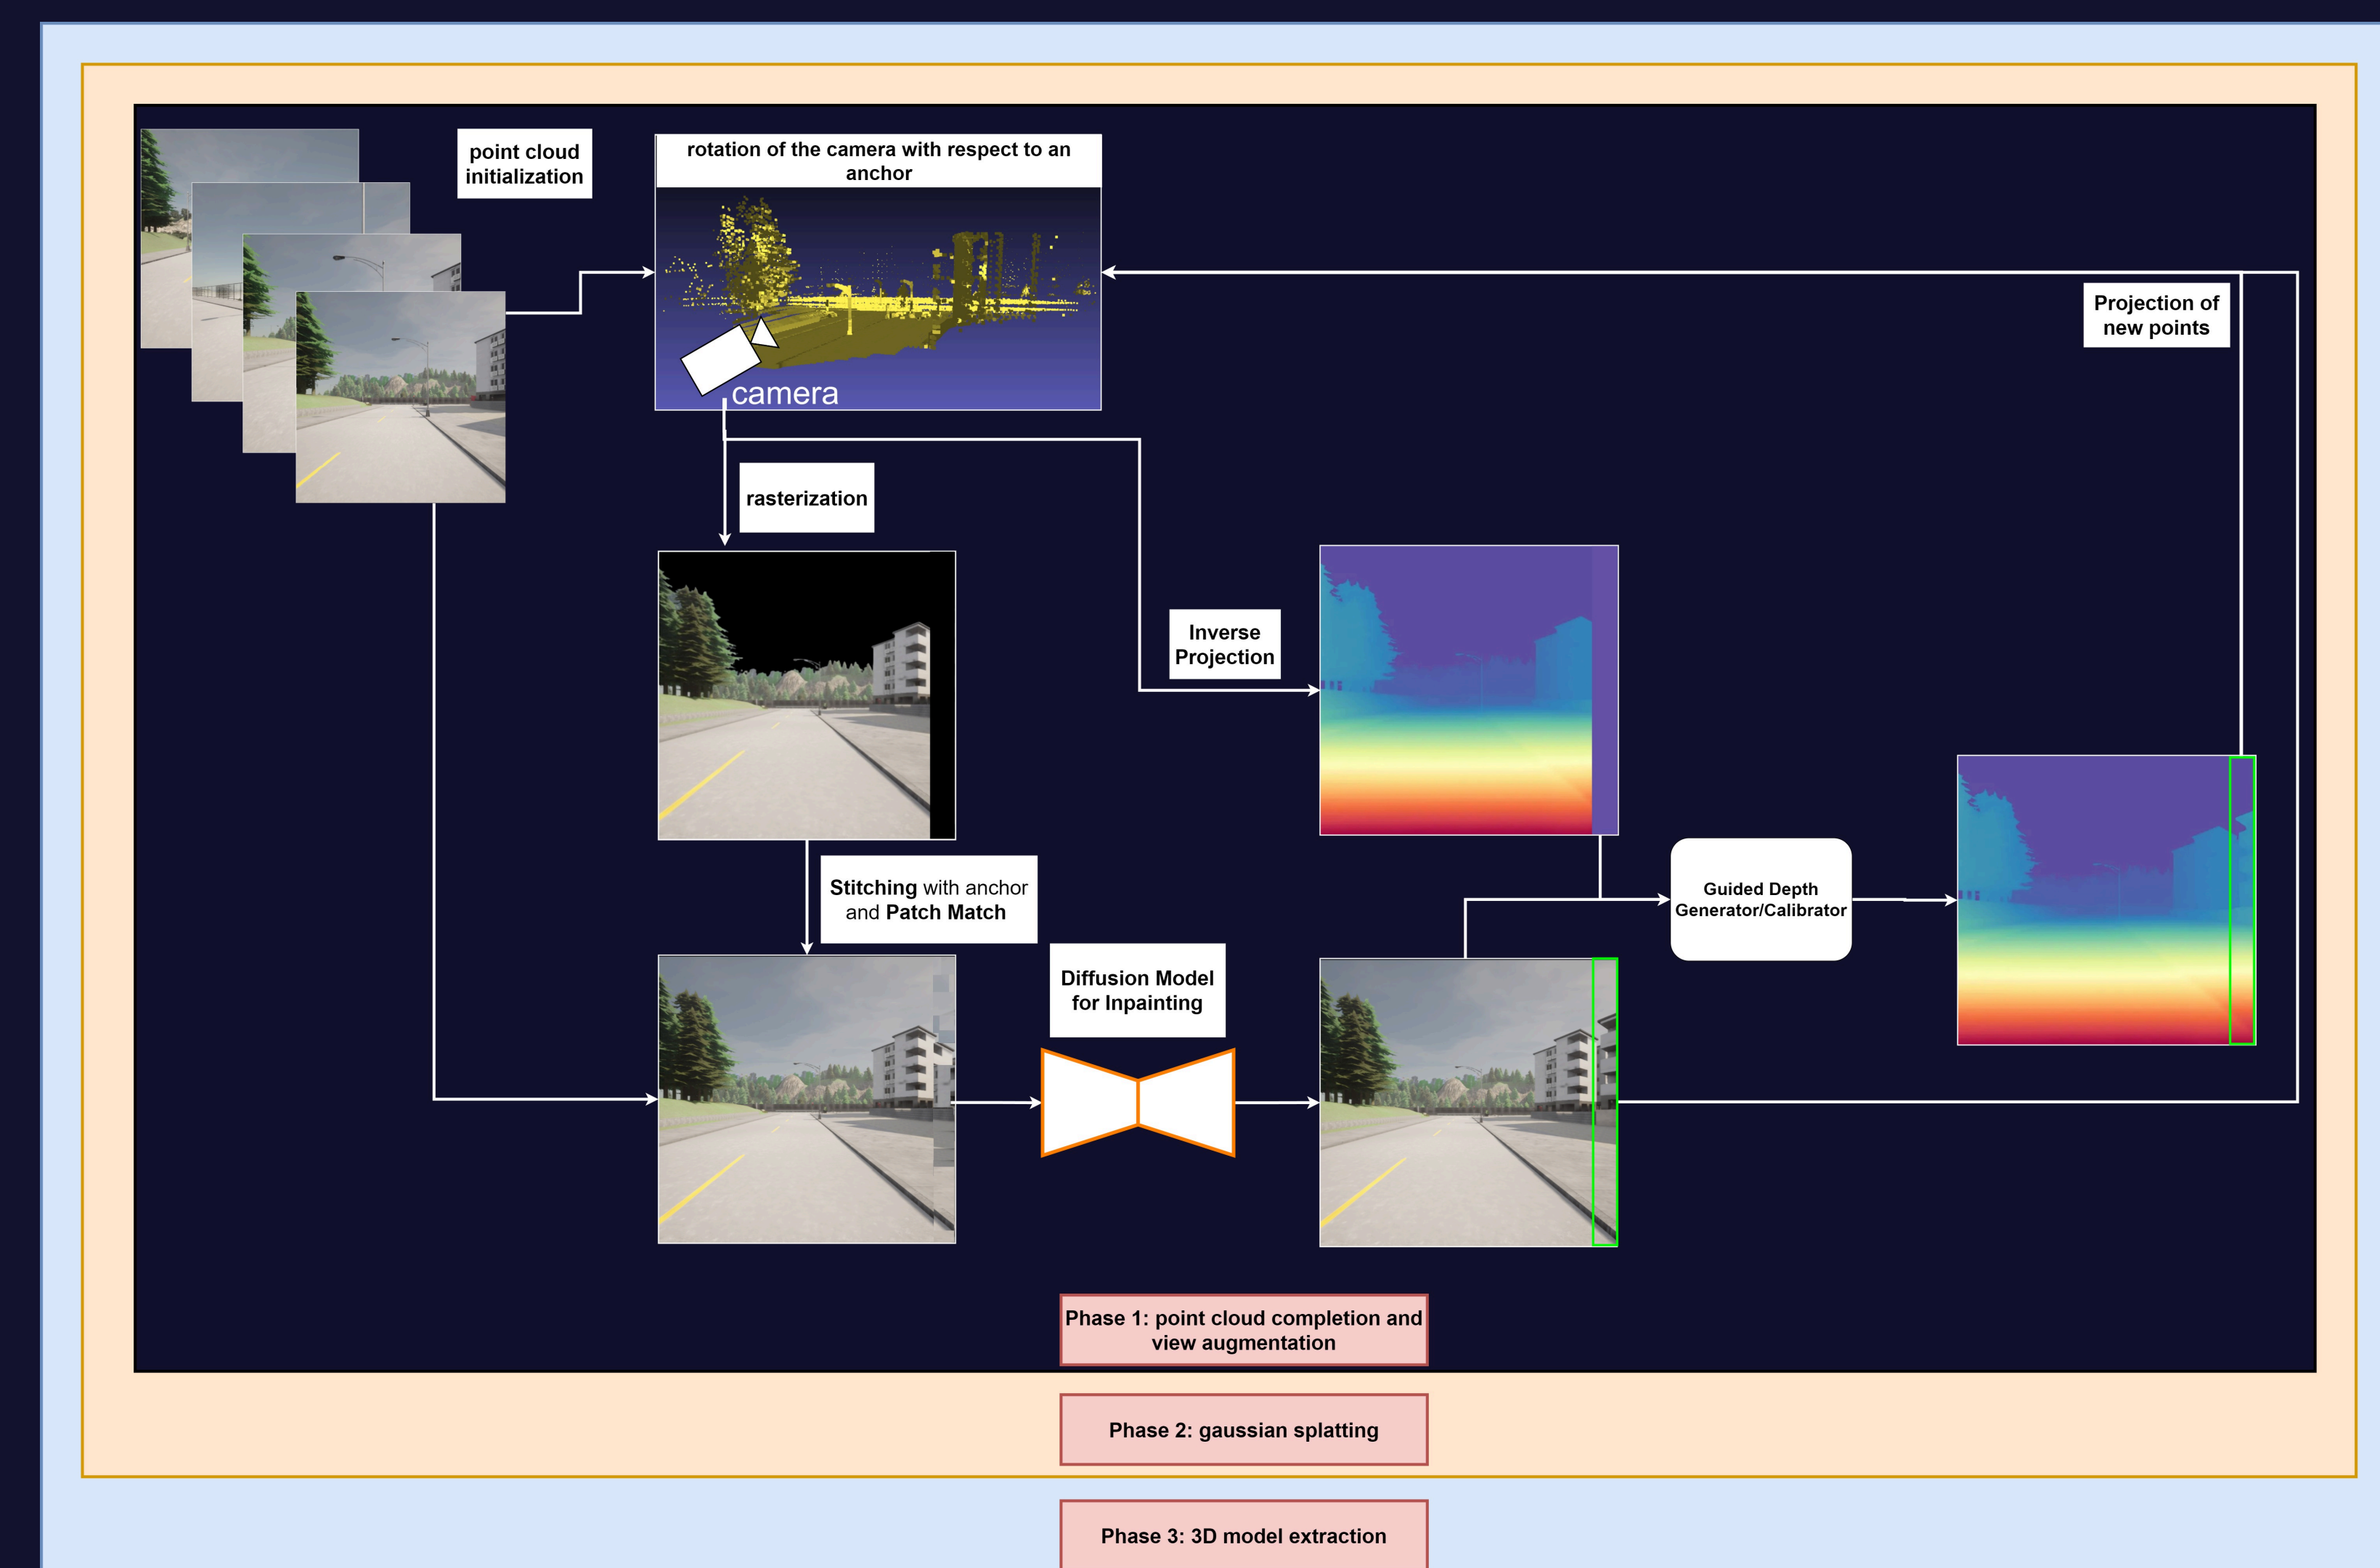 point cloud
initialization
rotation of the camera with respect to an
anchor
camera
Projection of
new points
rasterization
Inverse
Projection
Stitching with anchor
and Patch Match
Guided Depth
Generator/Calibrator
Diffusion Model
for Inpainting
Phase 1: point cloud completion and
view augmentation
Phase 2: gaussian splatting
Phase 3: 3D model extraction